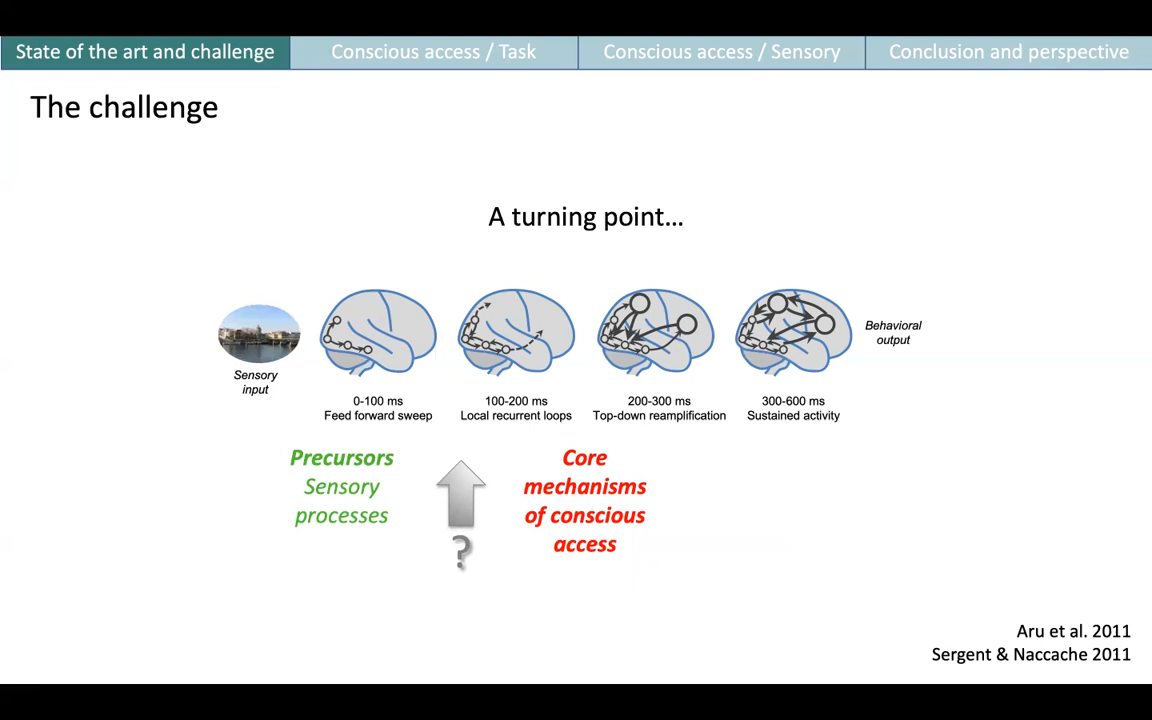 State of the art and challenge
Conscious access / Task
Conscious access / Sensory
Conclusion and perspective
The challenge
A turning point...
Sensory
input
0-100 ms
Feed forward sweep
100-200 ms
Local recurrent loops
200-300 ms
Top-down reamplification
300-600 ms
Sustained activity
Behavioral
output
Precursors
Sensory
processes
?
Core
mechanisms
of conscious
access
Aru et al. 2011
Sergent & Naccache 2011